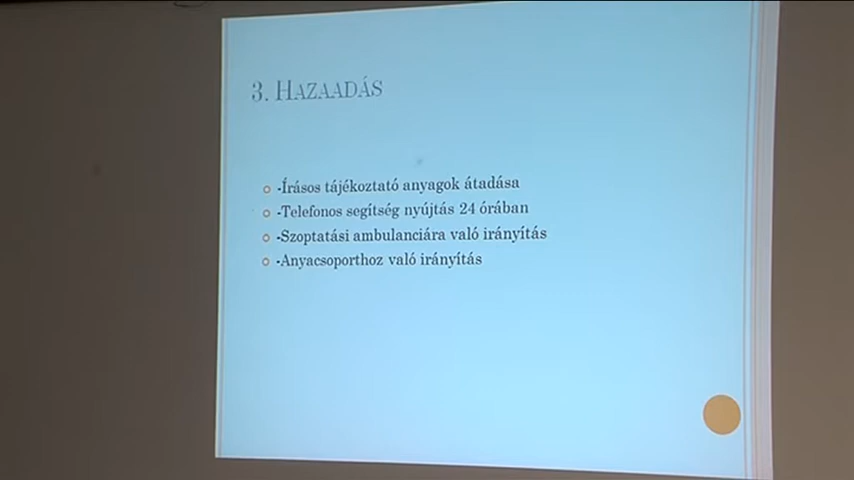 3. HAZAADÁS
-Írásos tájékoztató anyagok átadása
-Telefonos segítség nyújtás 24 órában
-Szoptatási ambulanciára való irányítás
-Anyacsoporthoz való irányítás